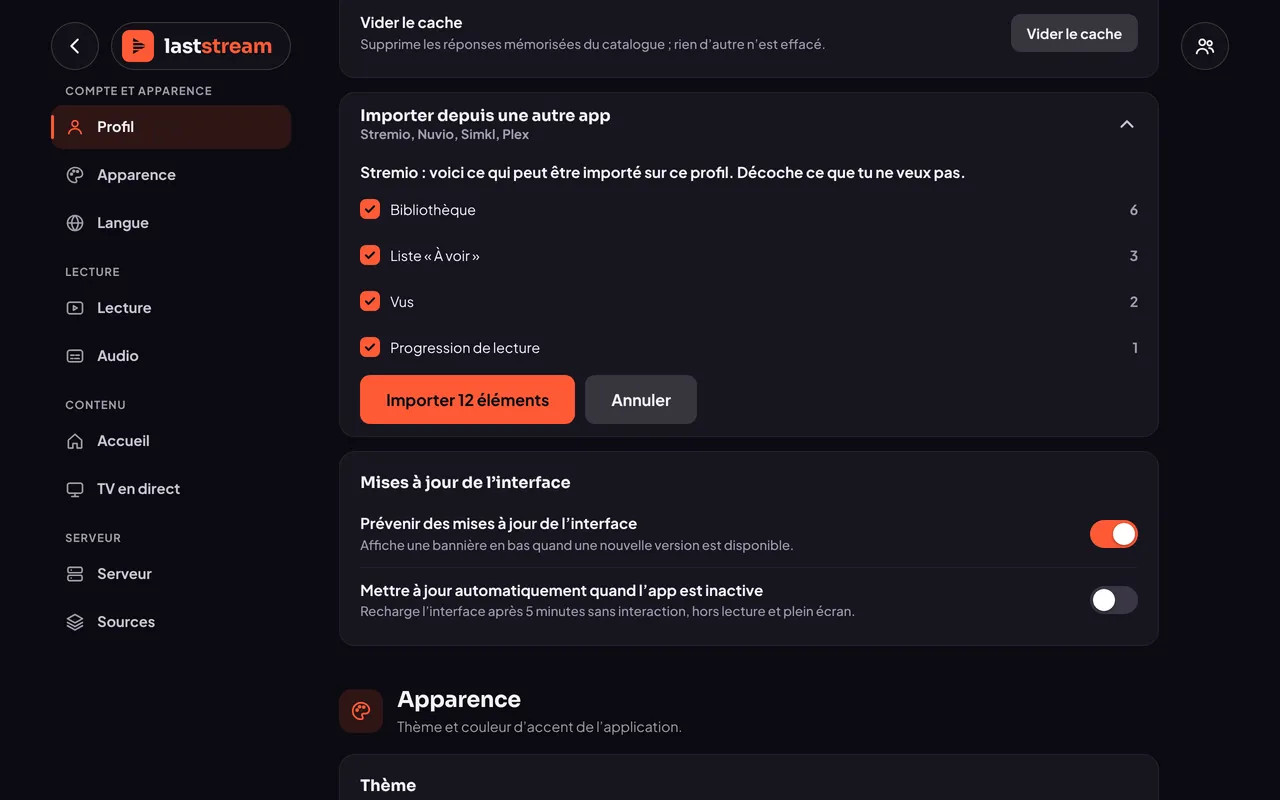 laststream
COMPTE ET APPARENCE
Profil
Apparence
Langue
LECTURE
Lecture
Audio
CONTENU
Accueil
TV en direct
SERVEUR
Serveur
Sources
Vider le cache
Supprime les réponses mémorisées du catalogue ; rien d’autre n’est effacé.
Vider le cache
Importer depuis une autre app
Stremio, Nuvio, Simkl, Plex
Stremio : voici ce qui peut être importé sur ce profil. Décoche ce que tu ne veux pas.
Bibliothèque 6
Liste « À voir » 3
Vus 2
Progression de lecture 1
Importer 12 éléments Annuler
Mises à jour de l’interface
Prévenir des mises à jour de l’interface
Affiche une bannière en bas quand une nouvelle version est disponible.
Mettre à jour automatiquement quand l’app est inactive
Recharge l’interface après 5 minutes sans interaction, hors lecture et plein écran.
Apparence
Thème et couleur d’accent de l’application.
Thème